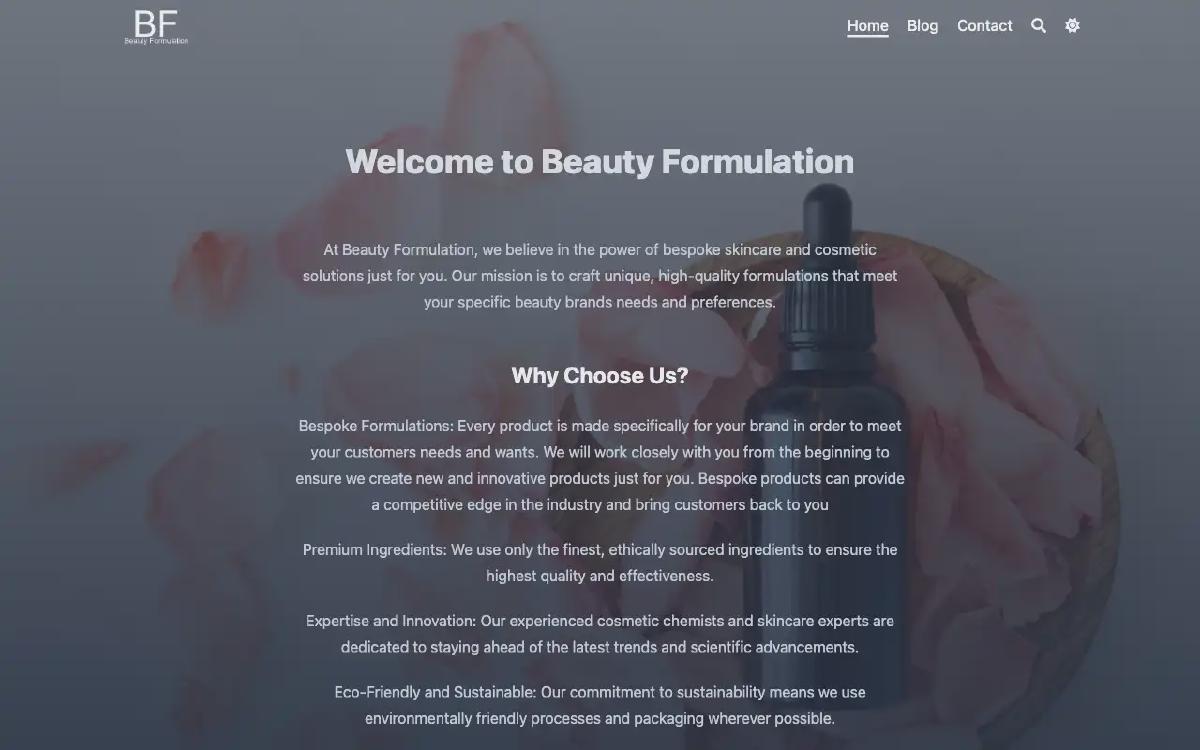 BF
Beauty Formulation
Home Blog Contact
Welcome to Beauty Formulation
At Beauty Formulation, we believe in the power of bespoke skincare and cosmetic
solutions just for you. Our mission is to craft unique, high-quality formulations that meet
your specific beauty brands needs and preferences.
Why Choose Us?
Bespoke Formulations: Every product is made specifically for your brand in order to meet
your customers needs and wants. We will work closely with you from the beginning to
ensure we create new and innovative products just for you. Bespoke products can provide
a competitive edge in the industry and bring customers back to you
Premium Ingredients: We use only the finest, ethically sourced ingredients to ensure the
highest quality and effectiveness.
Expertise and Innovation: Our experienced cosmetic chemists and skincare experts are
dedicated to staying ahead of the latest trends and scientific advancements.
Eco-Friendly and Sustainable: Our commitment to sustainability means we use
environmentally friendly processes and packaging wherever possible.